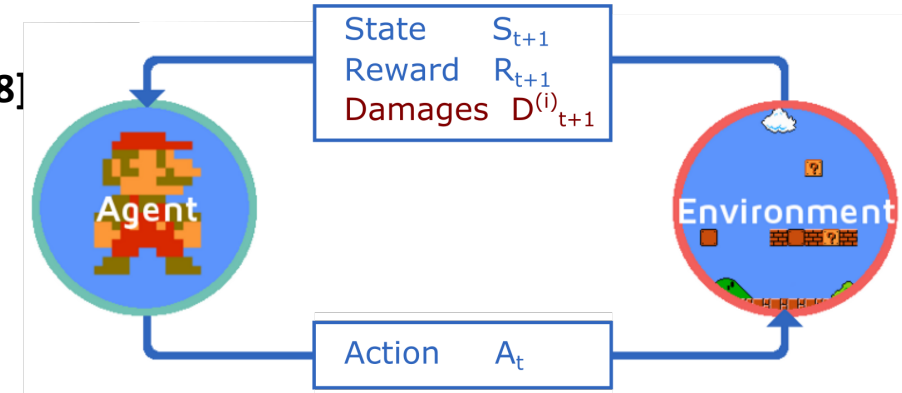 State S_{t+1}
Reward R_{t+1}
Damages D^{(i)}_{t+1}
8]
Agent
Environment
?
?
Action A_t